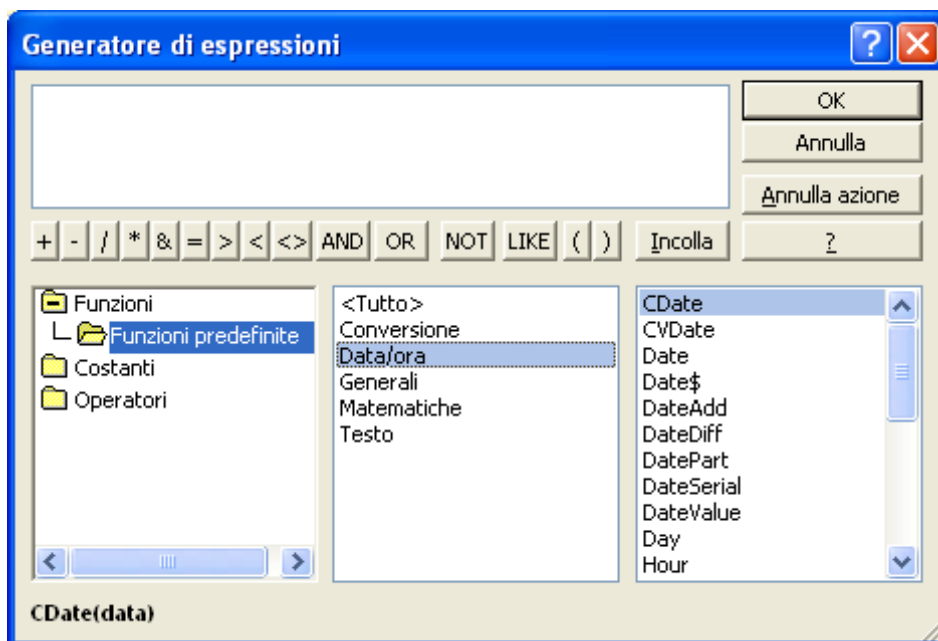 Generatore di espressioni
?
OK
Annulla
Annulla azione
+ - / * & = > < <> AND OR NOT LIKE ( ) Incolla ?
Funzioni
Funzioni predefinite
Costanti
Operatori
<Tutto>
Conversione
Data/ora
Generali
Matematiche
Testo
CDate
CVDate
Date
Date$
DateAdd
DateDiff
DatePart
DateSerial
DateValue
Day
Hour
CDate(data)